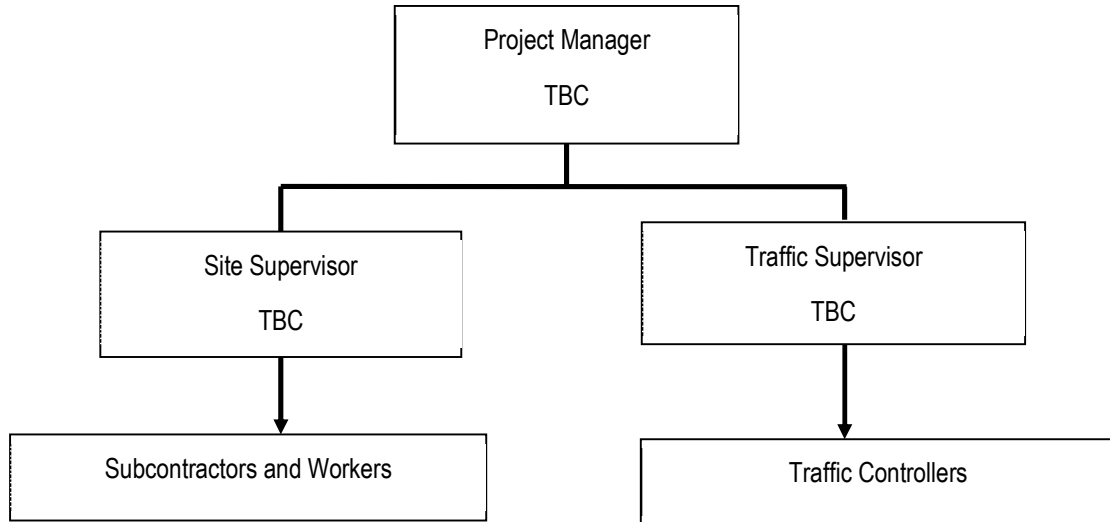 Project Manager
TBC
Site Supervisor
TBC
Traffic Supervisor
TBC
Subcontractors and Workers
Traffic Controllers